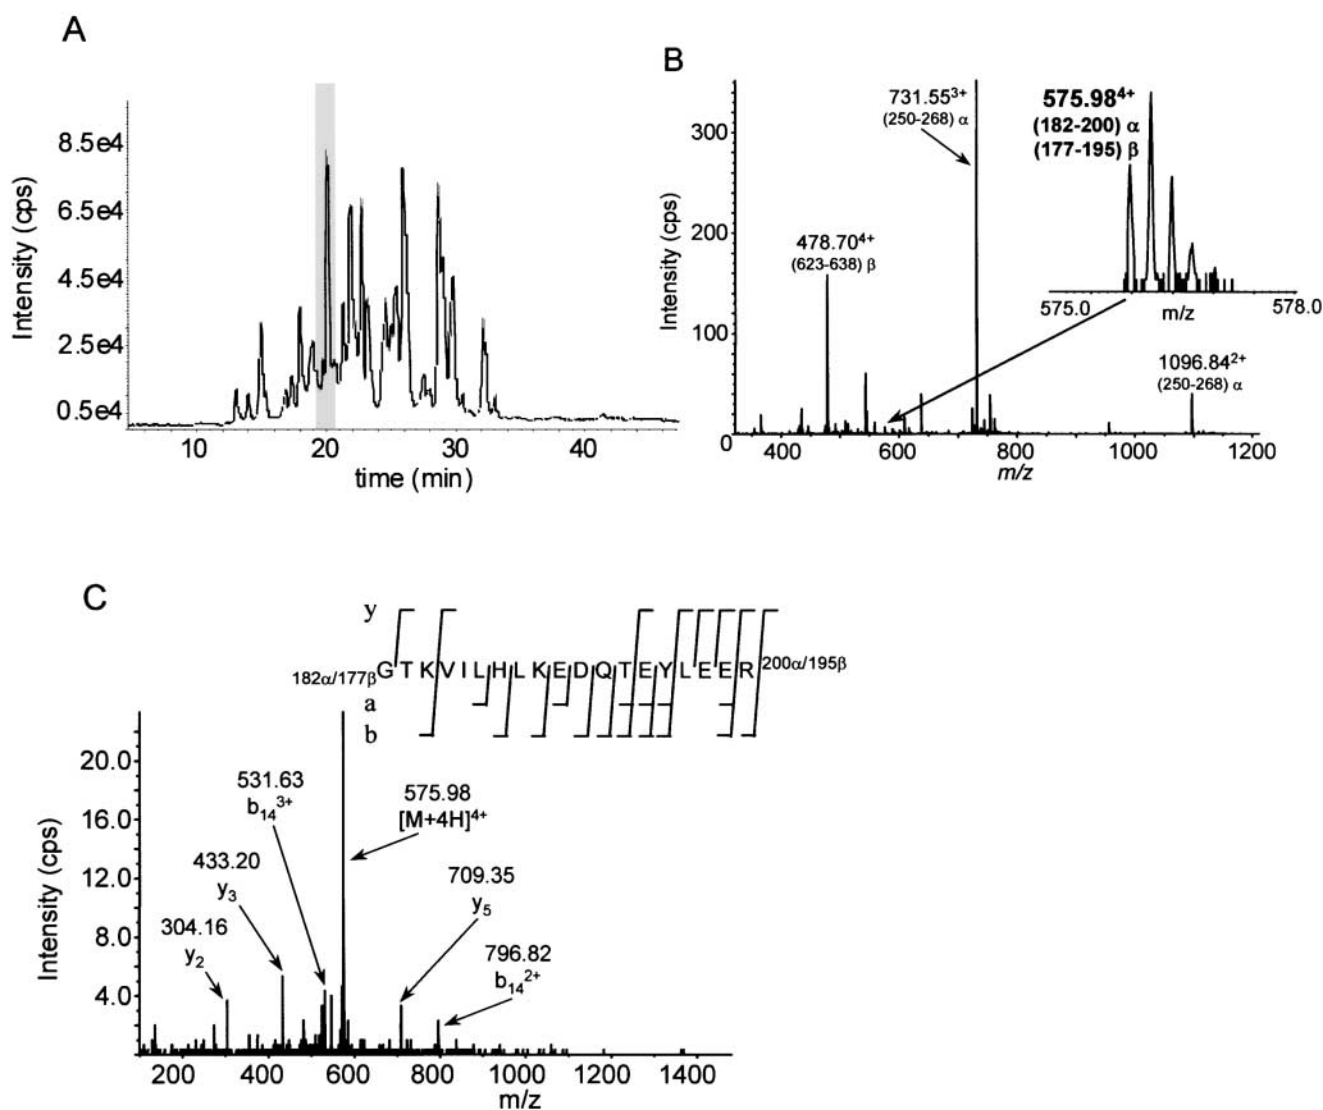 A
Intensity (cps)
8.5e4
6.5e4
4.5e4
2.5e4
0.5e4
10 20 30 40
time (min)
B
Intensity (cps)
300
200
100
0
400 600 800 1000 1200
m/z
731.55³⁺
(250-268) α
478.70⁴⁺
(623-638) β
575.98⁴⁺
(182-200) α
(177-195) β
575.0 m/z 578.0
1096.84²⁺
(250-268) α
C
y
182α/177β G T K V I L H L K E D Q T E Y L E E R 200α/195β
a
b
Intensity (cps)
20.0
16.0
12.0
8.0
4.0
200 400 600 800 1000 1200 1400
m/z
531.63
b₁₄³⁺
575.98
[M+4H]⁴⁺
433.20
y₃
709.35
y₅
304.16
y₂
796.82
b₁₄²⁺